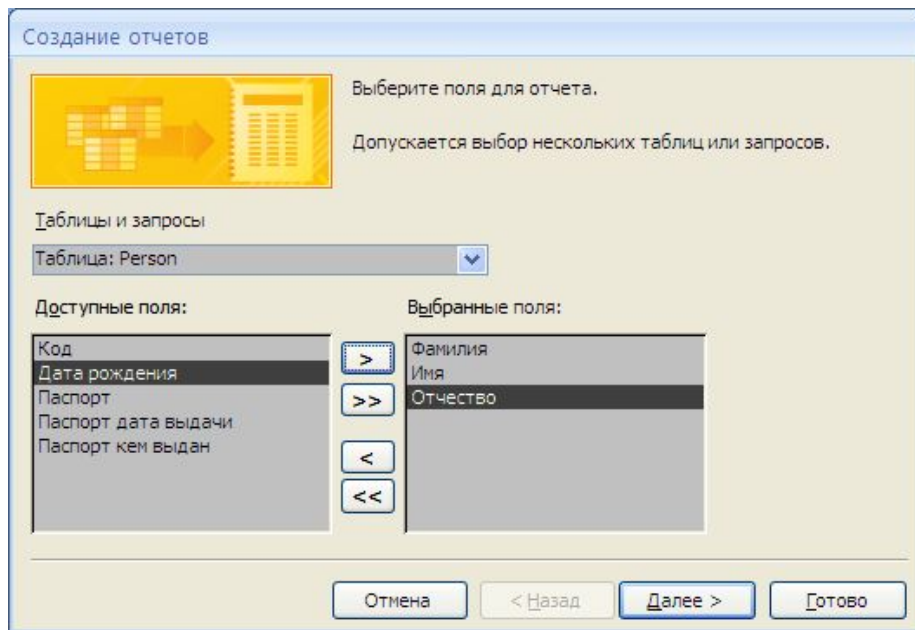 Создание отчетов
Выберите поля для отчета.
Допускается выбор нескольких таблиц или запросов.
Таблицы и запросы
Таблица: Person
Доступные поля:
Код
Дата рождения
Паспорт
Паспорт дата выдачи
Паспорт кем выдан
>
>>
<
<<
Выбранные поля:
Фамилия
Имя
Отчество
Отмена
< Назад
Далее >
Готово